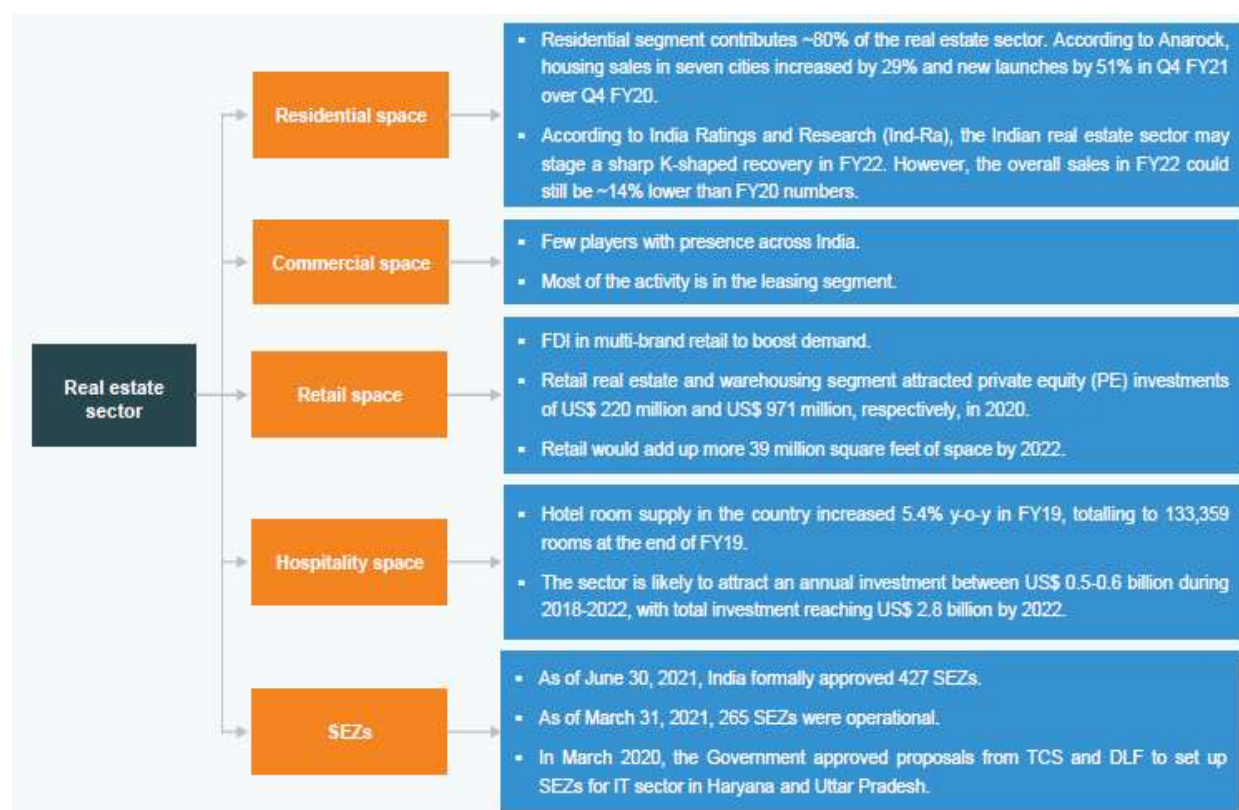 Real estate
sector
Residential space
▪ Residential segment contributes ~80% of the real estate sector. According to Anarock,
housing sales in seven cities increased by 29% and new launches by 51% in Q4 FY21
over Q4 FY20.
▪ According to India Ratings and Research (Ind-Ra), the Indian real estate sector may
stage a sharp K-shaped recovery in FY22. However, the overall sales in FY22 could
still be ~14% lower than FY20 numbers.
Commercial space
▪ Few players with presence across India.
▪ Most of the activity is in the leasing segment.
Retail space
▪ FDI in multi-brand retail to boost demand.
▪ Retail real estate and warehousing segment attracted private equity (PE) investments
of US$ 220 million and US$ 971 million, respectively, in 2020.
▪ Retail would add up more 39 million square feet of space by 2022.
Hospitality space
▪ Hotel room supply in the country increased 5.4% y-o-y in FY19, totalling to 133,359
rooms at the end of FY19.
▪ The sector is likely to attract an annual investment between US$ 0.5-0.6 billion during
2018-2022, with total investment reaching US$ 2.8 billion by 2022.
SEZs
▪ As of June 30, 2021, India formally approved 427 SEZs.
▪ As of March 31, 2021, 265 SEZs were operational.
▪ In March 2020, the Government approved proposals from TCS and DLF to set up
SEZs for IT sector in Haryana and Uttar Pradesh.